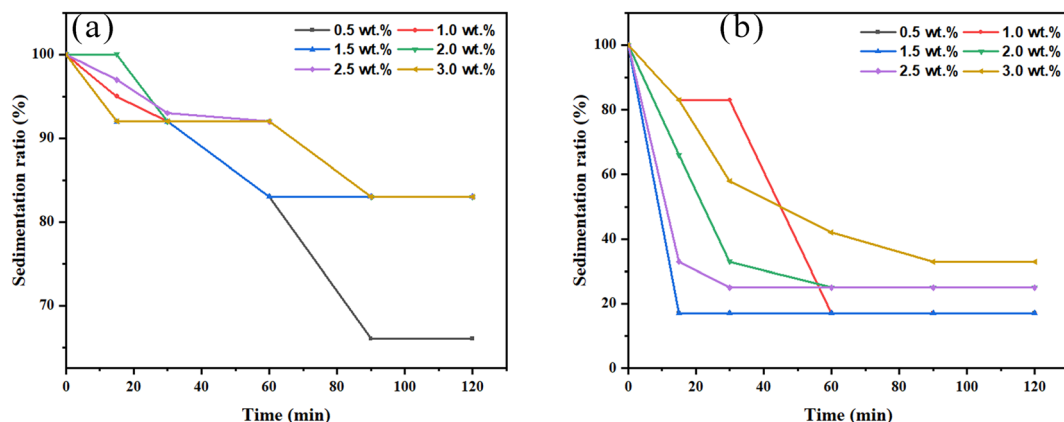 (a)
0.5 wt.% 1.0 wt.%
1.5 wt.% 2.0 wt.%
2.5 wt.% 3.0 wt.%
Sedimentation ratio (%)
100
90
80
70
0 20 40 60 80 100 120
Time (min)
(b)
0.5 wt.% 1.0 wt.%
1.5 wt.% 2.0 wt.%
2.5 wt.% 3.0 wt.%
Sedimentation ratio (%)
100
80
60
40
20
0
0 20 40 60 80 100 120
Time (min)